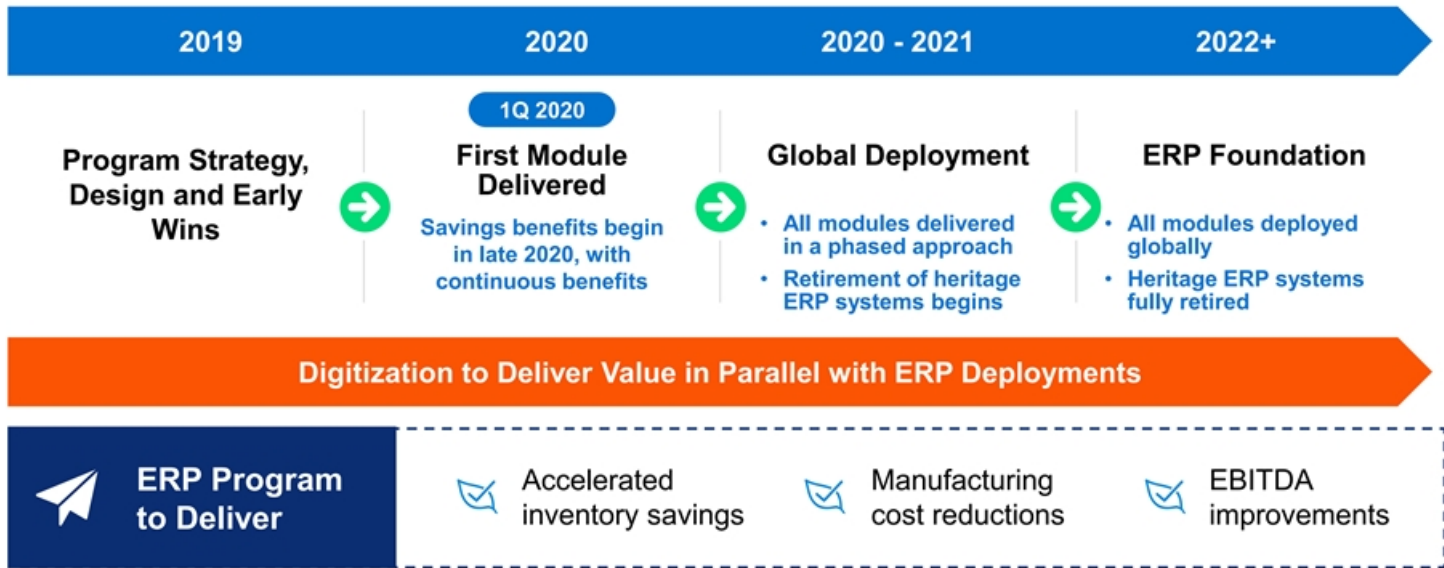 2019
2020
2020 - 2021
2022+
Program Strategy,
Design and Early
Wins
1Q 2020
First Module
Delivered
Savings benefits begin
in late 2020, with
continuous benefits
Global Deployment
• All modules delivered
in a phased approach
• Retirement of heritage
ERP systems begins
ERP Foundation
• All modules deployed
globally
• Heritage ERP systems
fully retired
Digitization to Deliver Value in Parallel with ERP Deployments
ERP Program
to Deliver
Accelerated
inventory savings
Manufacturing
cost reductions
EBITDA
improvements